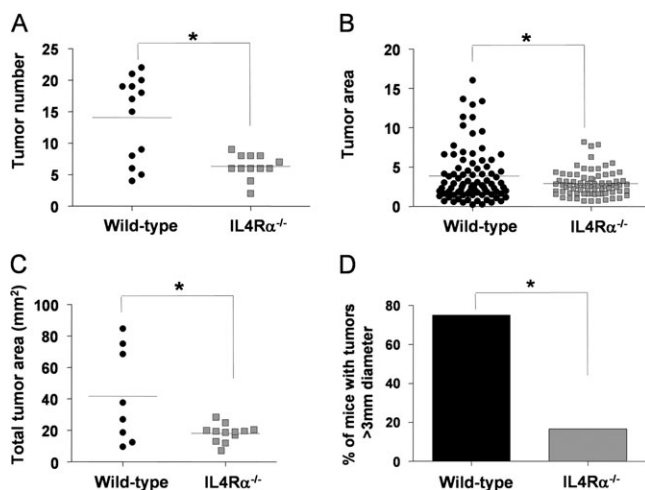 A
Tumor number
25
20
15
10
5
0
*
Wild-type IL4Rα-/-
B
Tumor area
20
15
10
5
0
*
Wild-type IL4Rα-/-
C
Total tumor area (mm²)
100
80
60
40
20
0
*
Wild-type IL4Rα-/-
D
% of mice with tumors
>3mm diameter
80
60
40
20
0
*
Wild-type IL4Rα-/-